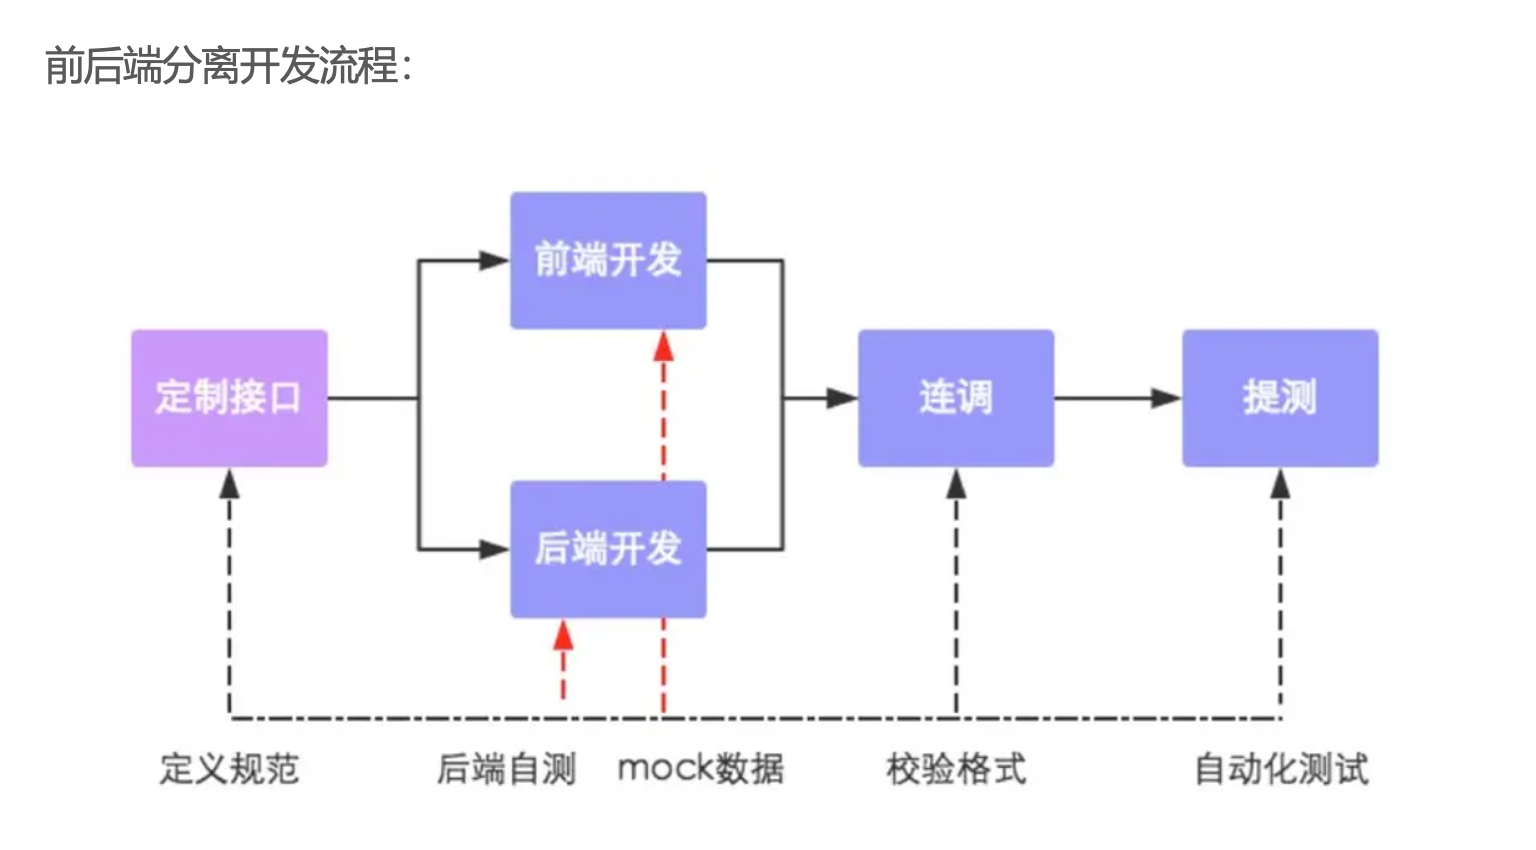 前后端分离开发流程：
前端开发
定制接口
连调
提测
后端开发
定义规范
后端自测
mock数据
校验格式
自动化测试